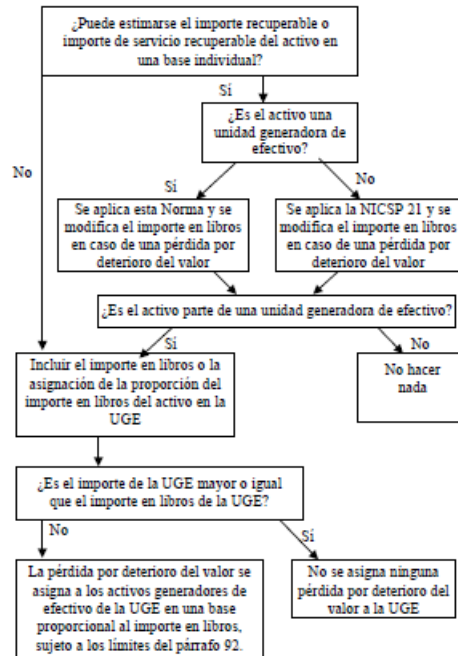 ¿Puede estimarse el importe recuperable o
importe de servicio recuperable del activo en
una base individual?
Sí
¿Es el activo una
unidad generadora de
efectivo?
No
Sí
No
Se aplica esta Norma y se
modifica el importe en libros
en caso de una pérdida por
deterioro del valor
Se aplica la NICSP 21 y se
modifica el importe en libros
en caso de una pérdida por
deterioro del valor
¿Es el activo parte de una unidad generadora de efectivo?
Sí
No
Incluir el importe en libros o la
asignación de la proporción del
importe en libros del activo en la
UGE
No hacer
nada
¿Es el importe de la UGE mayor o igual
que el importe en libros de la UGE?
No
Sí
La pérdida por deterioro del valor se
asigna a los activos generadores de
efectivo de la UGE en una base
proporcional al importe en libros,
sujeto a los límites del párrafo 92.
No se asigna ninguna
pérdida por deterioro del
valor a la UGE